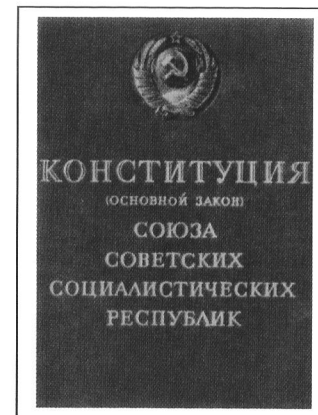 КОНСТИТУЦИЯ
(ОСНОВНОЙ ЗАКОН)
СОЮЗА
СОВЕТСКИХ
СОЦИАЛИСТИЧЕСКИХ
РЕСПУБЛИК